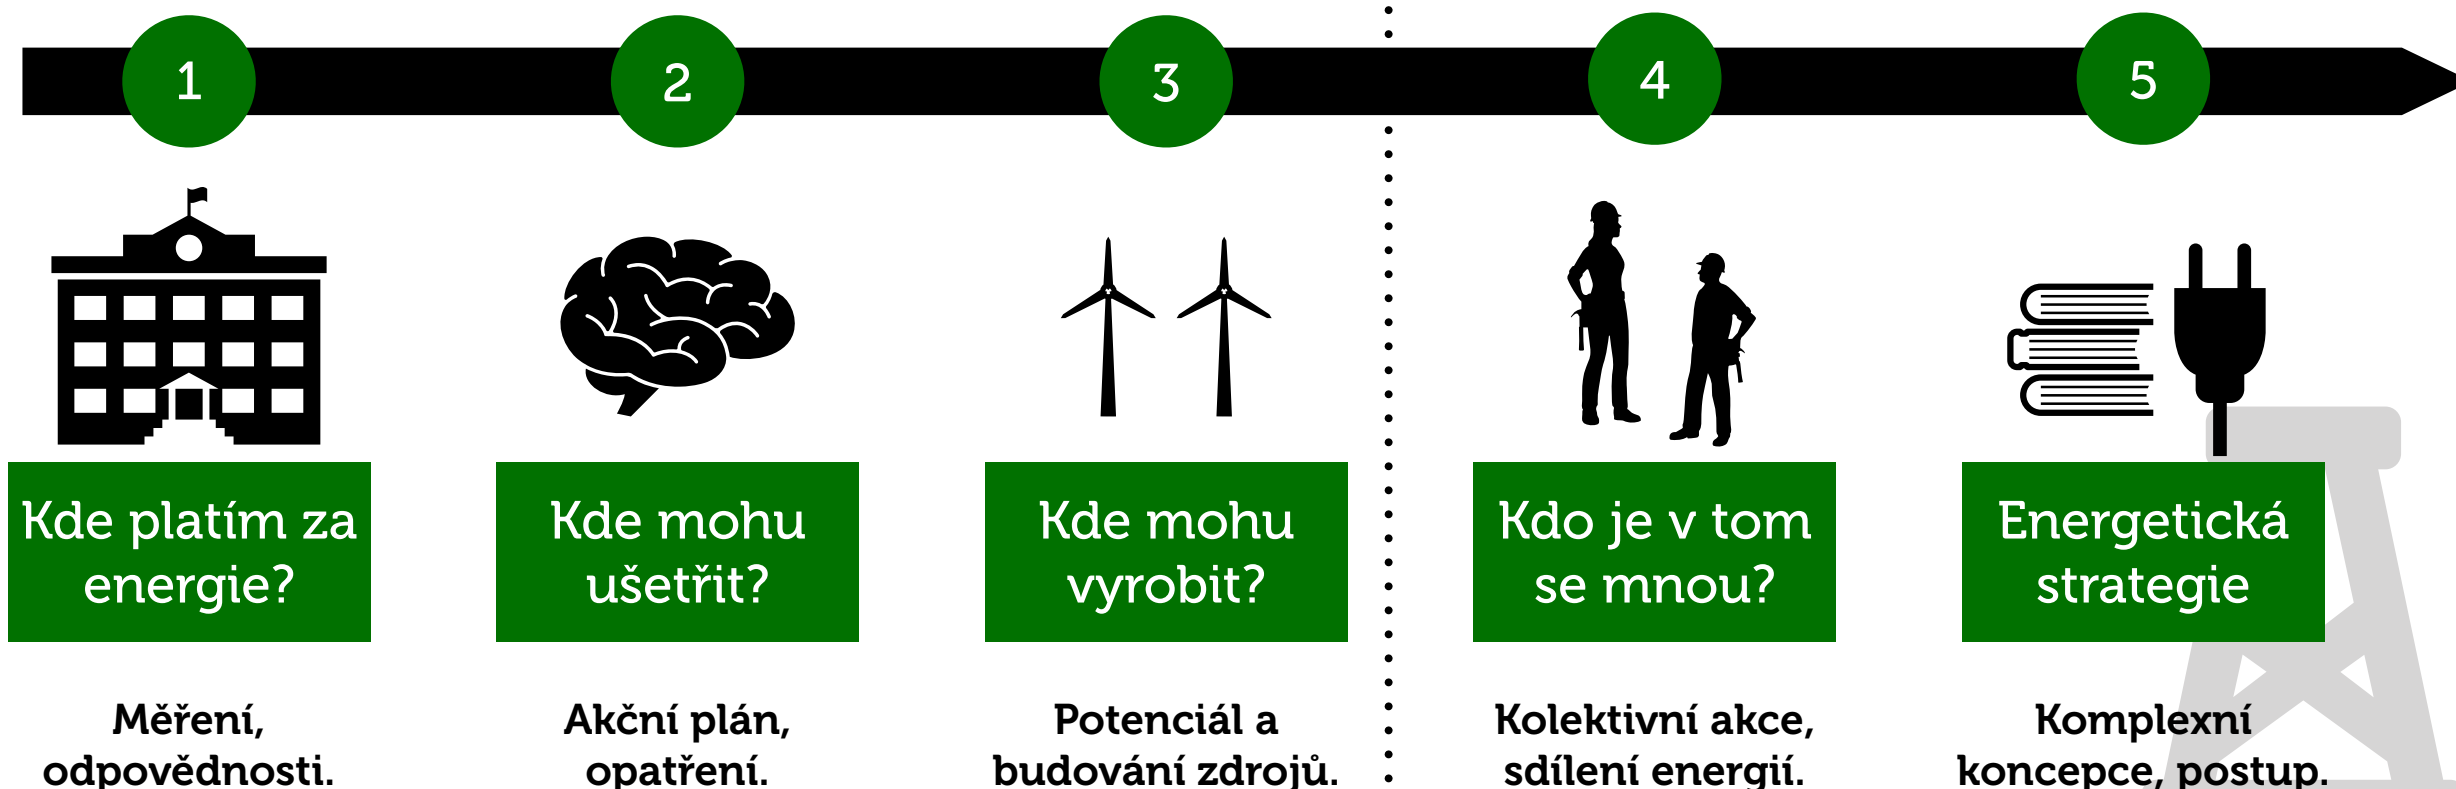 1
2
3
4
5
Kde platím za
energie?
Kde mohu
ušetřit?
Kde mohu
vyrobit?
Kdo je v tom
se mnou?
Energetická
strategie
Měření,
odpovědnosti.
Akční plán,
opatření.
Potenciál a
budování zdrojů.
Kolektivní akce,
sdílení energií.
Komplexní
koncepce, postup.